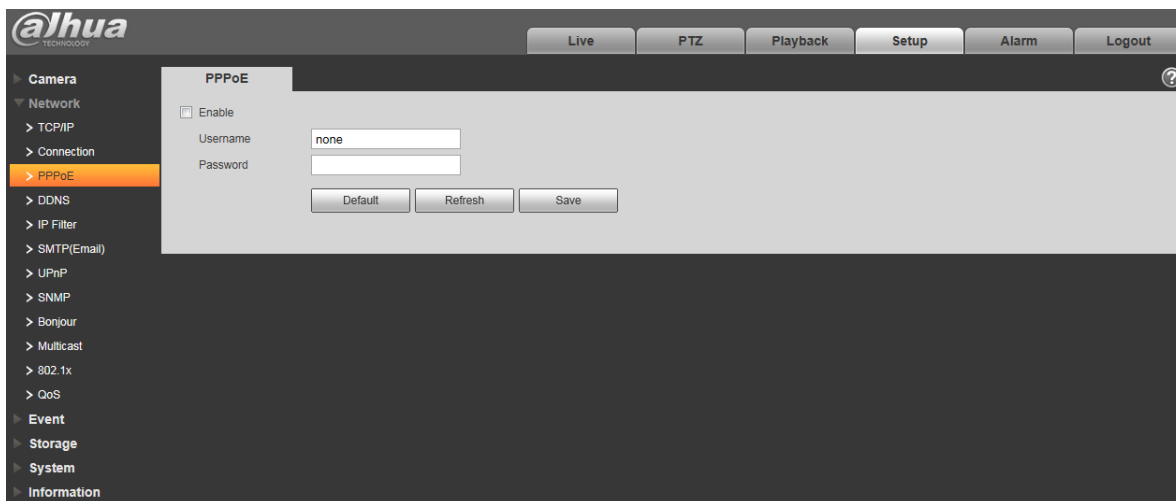 alhua
TECHNOLOGY
Live PTZ Playback Setup Alarm Logout
Camera
Network
> TCP/IP
> Connection
> PPPoE
> DDNS
> IP Filter
> SMTP(Email)
> UPnP
> SNMP
> Bonjour
> Multicast
> 802.1x
> QoS
Event
Storage
System
Information
PPPoE ?
Enable
Username none
Password
Default Refresh Save